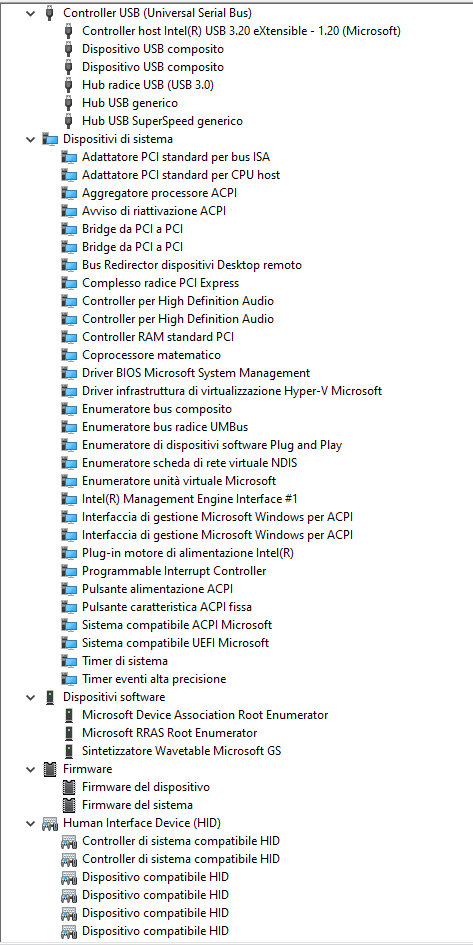 Controller USB (Universal Serial Bus)
Controller host Intel(R) USB 3.20 eXtensible - 1.20 (Microsoft)
Dispositivo USB composito
Dispositivo USB composito
Hub radice USB (USB 3.0)
Hub USB generico
Hub USB SuperSpeed generico
Dispositivi di sistema
Adattatore PCI standard per bus ISA
Adattatore PCI standard per CPU host
Aggregatore processore ACPI
Avviso di riattivazione ACPI
Bridge da PCI a PCI
Bridge da PCI a PCI
Bus Redirector dispositivi Desktop remoto
Complesso radice PCI Express
Controller per High Definition Audio
Controller per High Definition Audio
Controller RAM standard PCI
Coprocessore matematico
Driver BIOS Microsoft System Management
Driver infrastruttura di virtualizzazione Hyper-V Microsoft
Enumeratore bus composito
Enumeratore bus radice UMBus
Enumeratore di dispositivi software Plug and Play
Enumeratore scheda di rete virtuale NDIS
Enumeratore unità virtuale Microsoft
Intel(R) Management Engine Interface #1
Interfaccia di gestione Microsoft Windows per ACPI
Interfaccia di gestione Microsoft Windows per ACPI
Plug-in motore di alimentazione Intel(R)
Programmable Interrupt Controller
Pulsante alimentazione ACPI
Pulsante caratteristica ACPI fissa
Sistema compatibile ACPI Microsoft
Sistema compatibile UEFI Microsoft
Timer di sistema
Timer eventi alta precisione
Dispositivi software
Microsoft Device Association Root Enumerator
Microsoft RRAS Root Enumerator
Sintetizzatore Wavetable Microsoft GS
Firmware
Firmware del dispositivo
Firmware del sistema
Human Interface Device (HID)
Controller di sistema compatibile HID
Controller di sistema compatibile HID
Dispositivo compatibile HID
Dispositivo compatibile HID
Dispositivo compatibile HID
Dispositivo compatibile HID